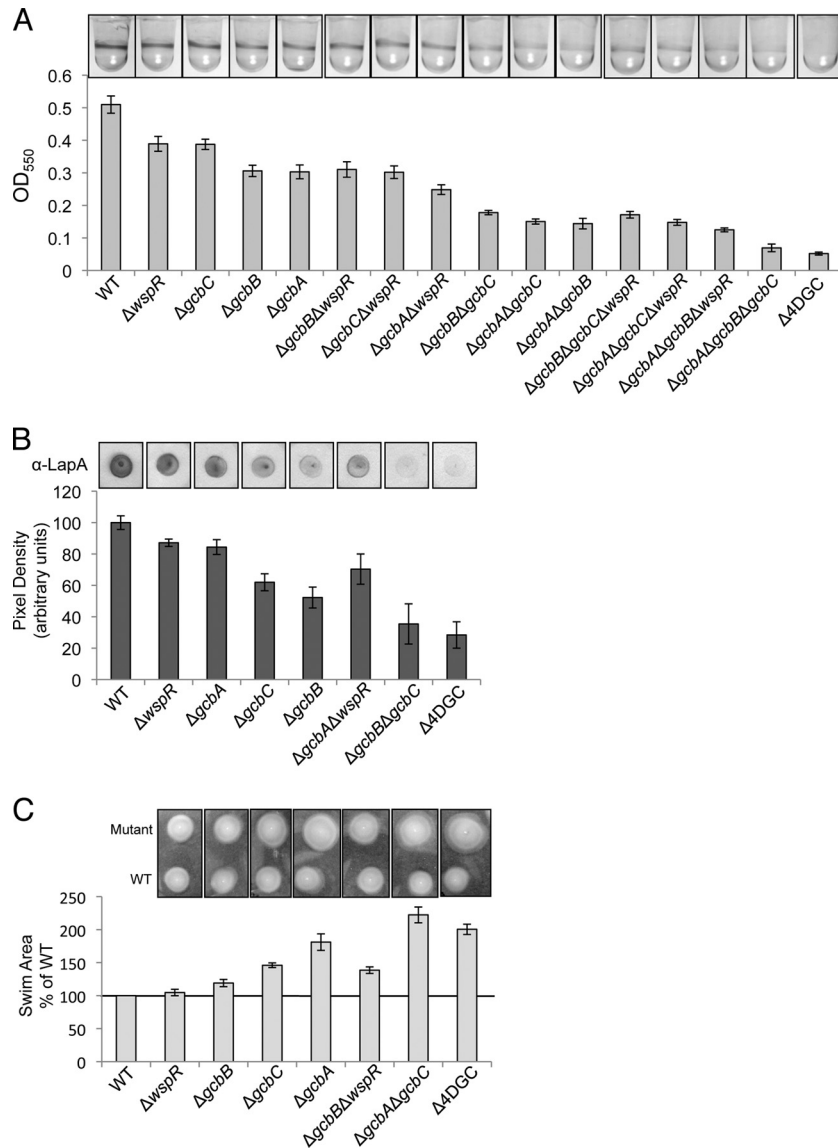 A
0.6
0.5
0.4
0.3
0.2
0.1
0
OD550
WT
ΔwspR
ΔgcbC
ΔgcbB
ΔgcbA
ΔgcbBΔwspR
ΔgcbCΔwspR
ΔgcbAΔwspR
ΔgcbBΔgcbC
ΔgcbAΔgcbC
ΔgcbAΔgcbB
ΔgcbBΔgcbCΔwspR
ΔgcbAΔgcbCΔwspR
ΔgcbAΔgcbBΔwspR
ΔgcbAΔgcbBΔgcbC
Δ4DGC
B
α-LapA
120
100
80
60
40
20
0
Pixel Density
(arbitrary units)
WT
ΔwspR
ΔgcbA
ΔgcbC
ΔgcbB
ΔgcbAΔwspR
ΔgcbBΔgcbC
Δ4DGC
C
Mutant
WT
250
200
150
100
50
0
Swim Area
% of WT
WT
ΔwspR
ΔgcbB
ΔgcbC
ΔgcbA
ΔgcbBΔwspR
ΔgcbAΔgcbC
Δ4DGC